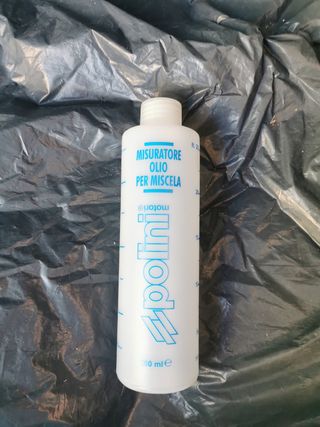 MISURATORE
OLIO
PER MISCELA
polini
motori
ml e